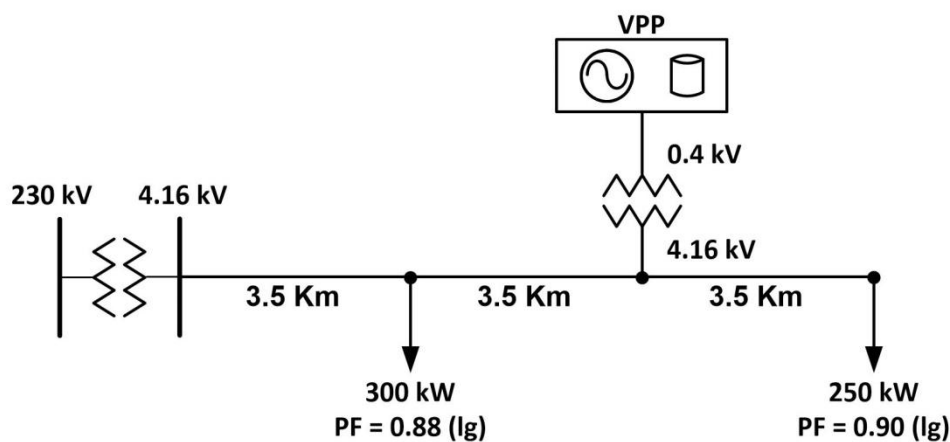 VPP
0.4 kV
230 kV
4.16 kV
4.16 kV
3.5 Km
3.5 Km
3.5 Km
300 kW
PF = 0.88 (lg)
250 kW
PF = 0.90 (lg)